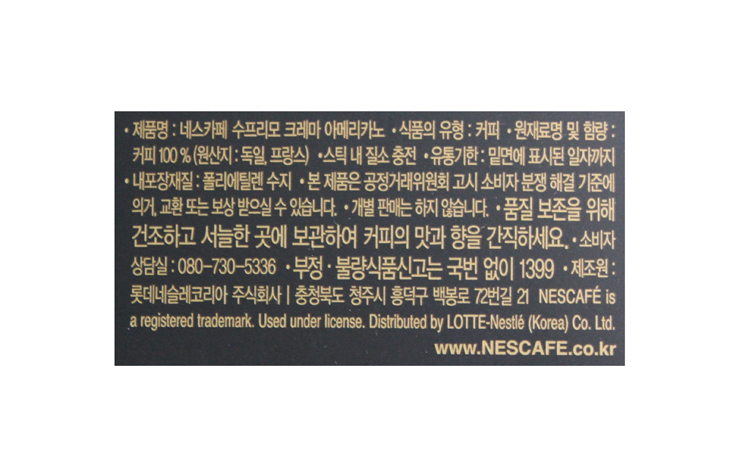 • 제품명 : 네스카페 수프리모 크레마 아메리카노 • 식품의 유형 : 커피 • 원재료명 및 함량 :
커피 100 % (원산지 : 독일, 프랑스) • 스틱 내 질소 충전 • 유통기한 : 밑면에 표시된 일자까지
• 내포장재질 : 폴리에틸렌 수지 • 본 제품은 공정거래위원회 고시 소비자 분쟁 해결 기준에
의거, 교환 또는 보상 받으실 수 있습니다. • 개별 판매는 하지 않습니다. • 품질 보존을 위해
건조하고 서늘한 곳에 보관하여 커피의 맛과 향을 간직하세요. • 소비자
상담실 : 080-730-5336 • 부정 · 불량식품신고는 국번 없이 1399 • 제조원 :
롯데네슬레코리아 주식회사 | 충청북도 청주시 흥덕구 백봉로 72번길 21 NESCAFÉ is
a registered trademark. Used under license. Distributed by LOTTE-Nestlé (Korea) Co. Ltd.
www.NESCAFE.co.kr